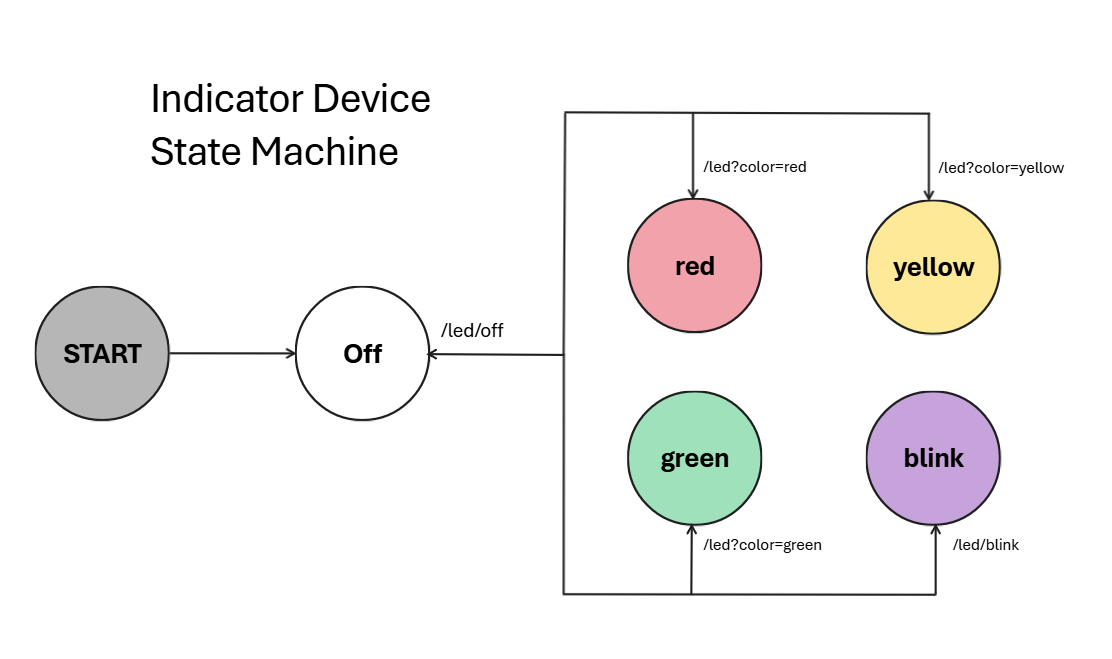 Indicator Device
State Machine
/led?color=red
/led?color=yellow
red
yellow
/led/off
START
Off
green
blink
/led?color=green
/led/blink